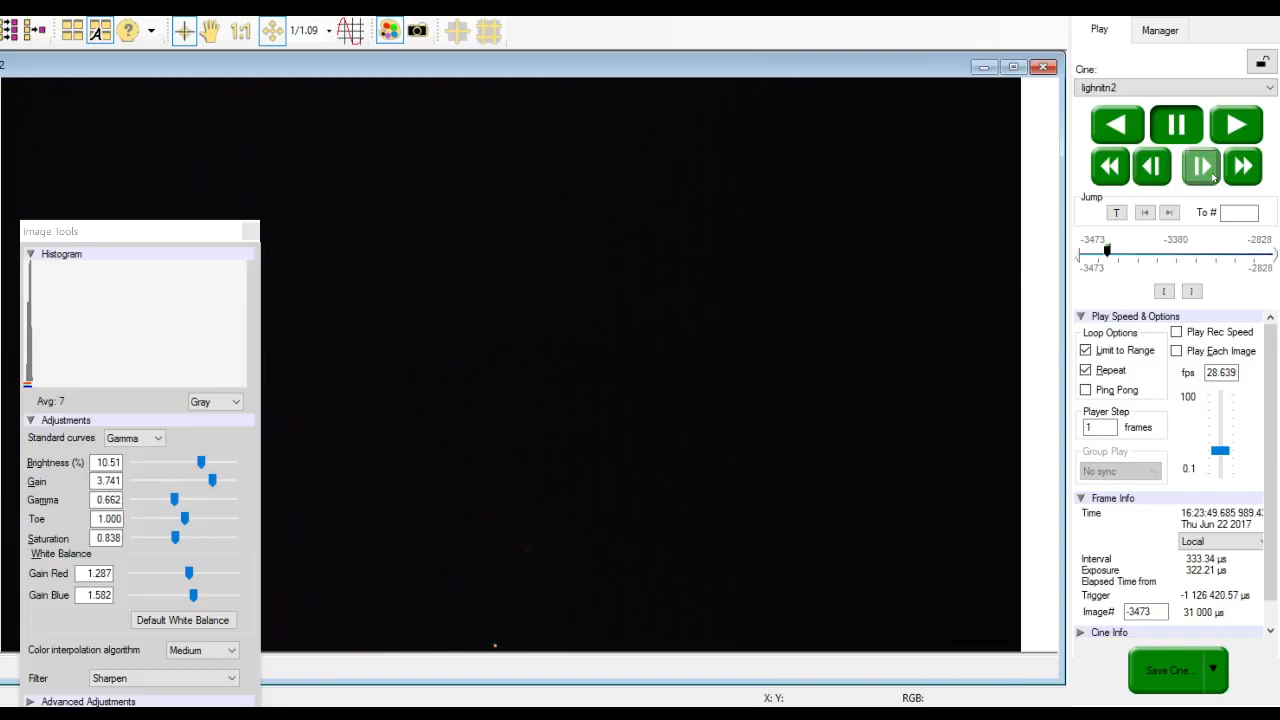 1:1
1/1.09
Play
Manager
2
Cine:
lighnitn2
Jump
T
To #
-3473
-3380
-2828
-3473
-2828
[
]
Image Tools
Histogram
Avg: 7
Gray
Adjustments
Standard curves
Gamma
Brightness (%)
10.51
Gain
3.741
Gamma
0.662
Toe
1.000
Saturation
0.838
White Balance
Gain Red
1.287
Gain Blue
1.582
Default White Balance
Color interpolation algorithm
Medium
Filter
Sharpen
Advanced Adjustments
Play Speed & Options
Loop Options
Play Rec Speed
Limit to Range
Play Each Image
Repeat
fps
28.639
Ping Pong
100
Player Step
1
frames
Group Play
No sync
0.1
Frame Info
Time
16:23:49.685 989.4
Thu Jun 22 2017
Local
Interval
333.34 µs
Exposure
322.21 µs
Elapsed Time from
Trigger
-1 126 420.57 µs
Image#
-3473
31 000 µs
Cine Info
Save Cine...
X: Y:
RGB: